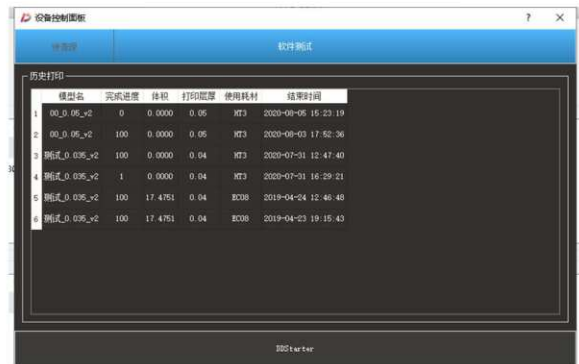 设备控制面板
软件测试
历史打印
模型名 完成进度 体积 打印层厚 使用耗材 结束时间
1 00_0.05_v2 0 0.0000 0.05 HT3 2020-08-05 15:23:19
2 00_0.05_v2 100 0.0000 0.05 HT3 2020-08-03 17:52:36
3 测试_0.035_v2 100 0.0000 0.04 HT3 2020-07-31 12:47:40
4 测试_0.035_v2 1 0.0000 0.04 HT3 2020-07-31 16:29:21
5 测试_0.035_v2 100 17.4751 0.04 EC08 2019-04-24 12:46:48
6 测试_0.035_v2 100 17.4751 0.04 EC08 2019-04-23 19:15:43
BDStarter